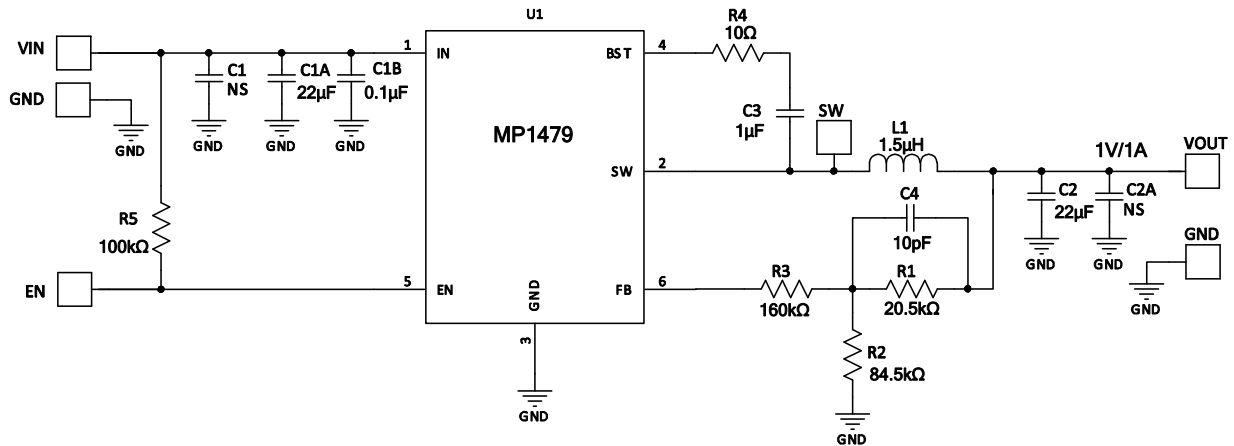 U1
VIN
GND
GND
C1
NS
GND
C1A
22µF
GND
C1B
0.1µF
GND
1
IN
MP1479
BST
4
R4
10Ω
C3
1µF
SW
SW
2
L1
1.5µH
1V/1A
VOUT
C2
22µF
GND
C2A
NS
GND
GND
GND
R5
100kΩ
EN
5
EN
GND
3
GND
FB
6
R3
160kΩ
C4
10pF
R1
20.5kΩ
R2
84.5kΩ
GND